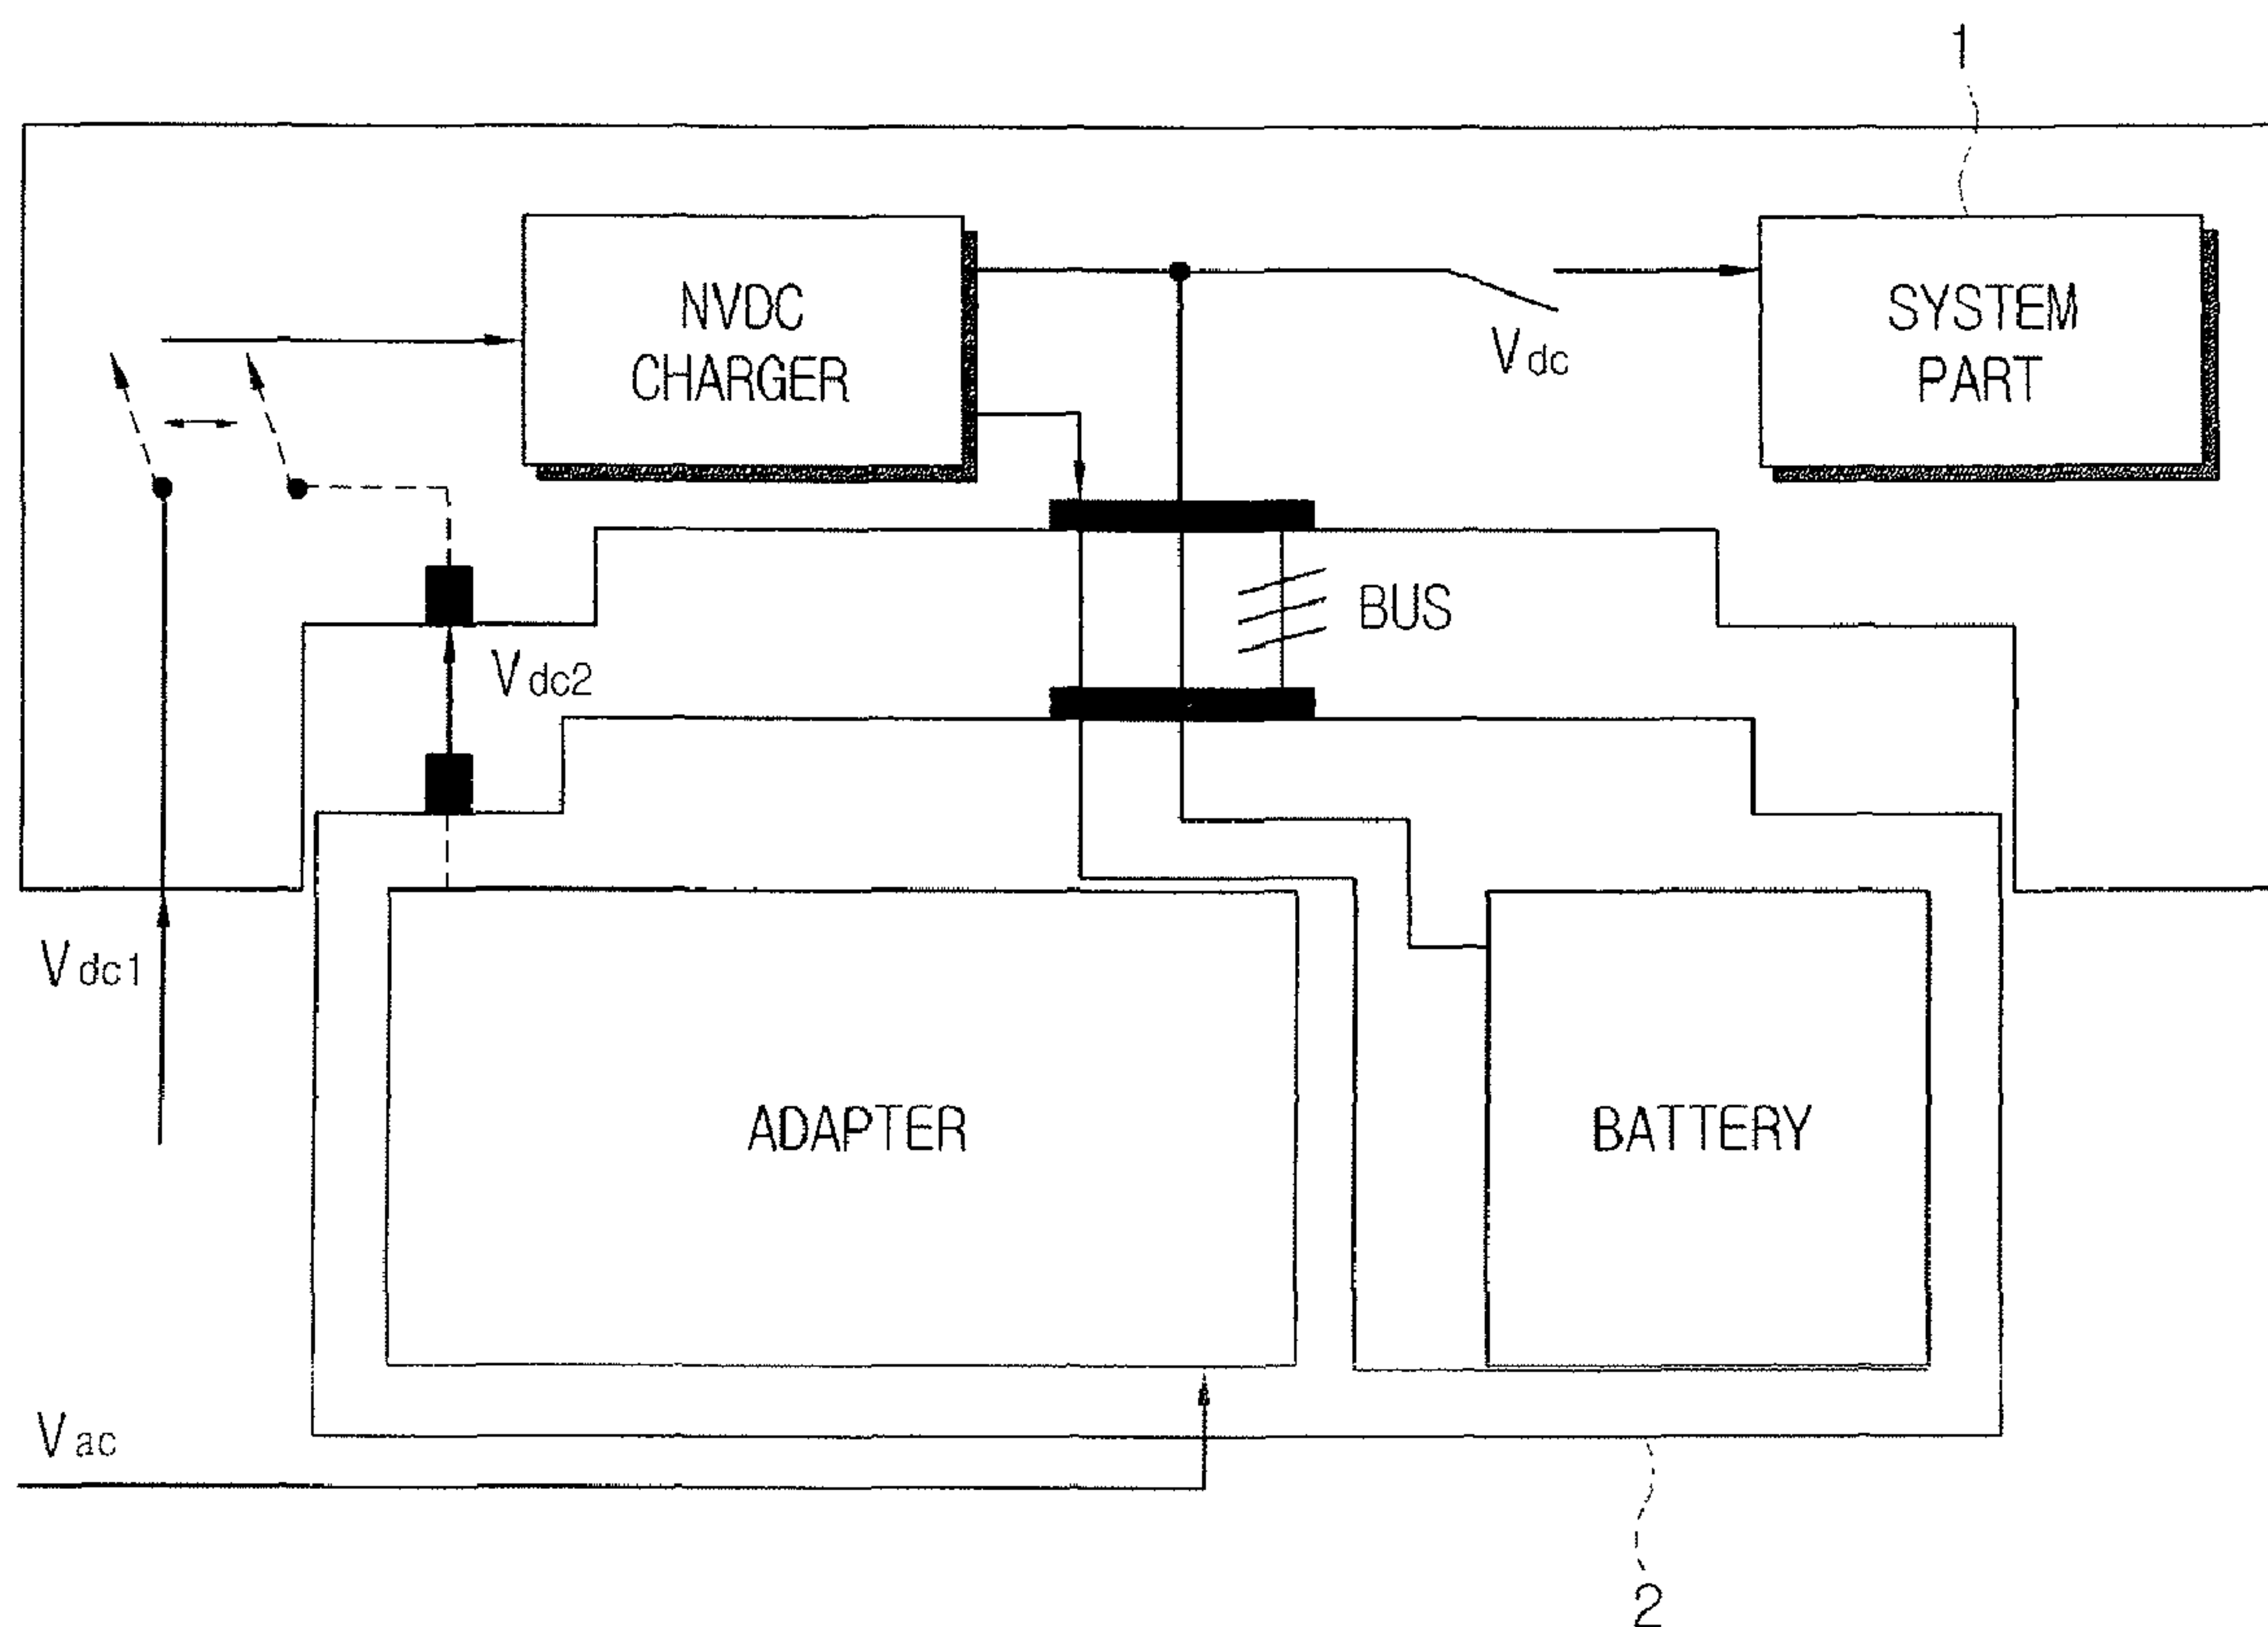 1
NVDC
CHARGER
SYSTEM
PART
Vdc
BUS
Vdc2
Vdc1
ADAPTER
BATTERY
Vac
2